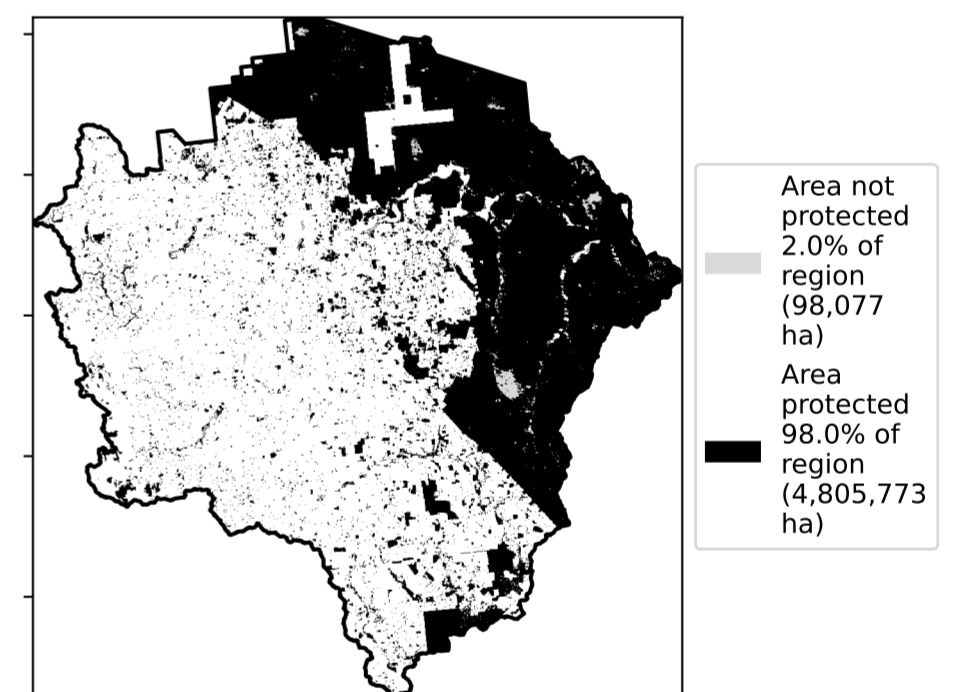 Area not
protected
2.0% of
region
(98,077
ha)
Area
protected
98.0% of
region
(4,805,773
ha)